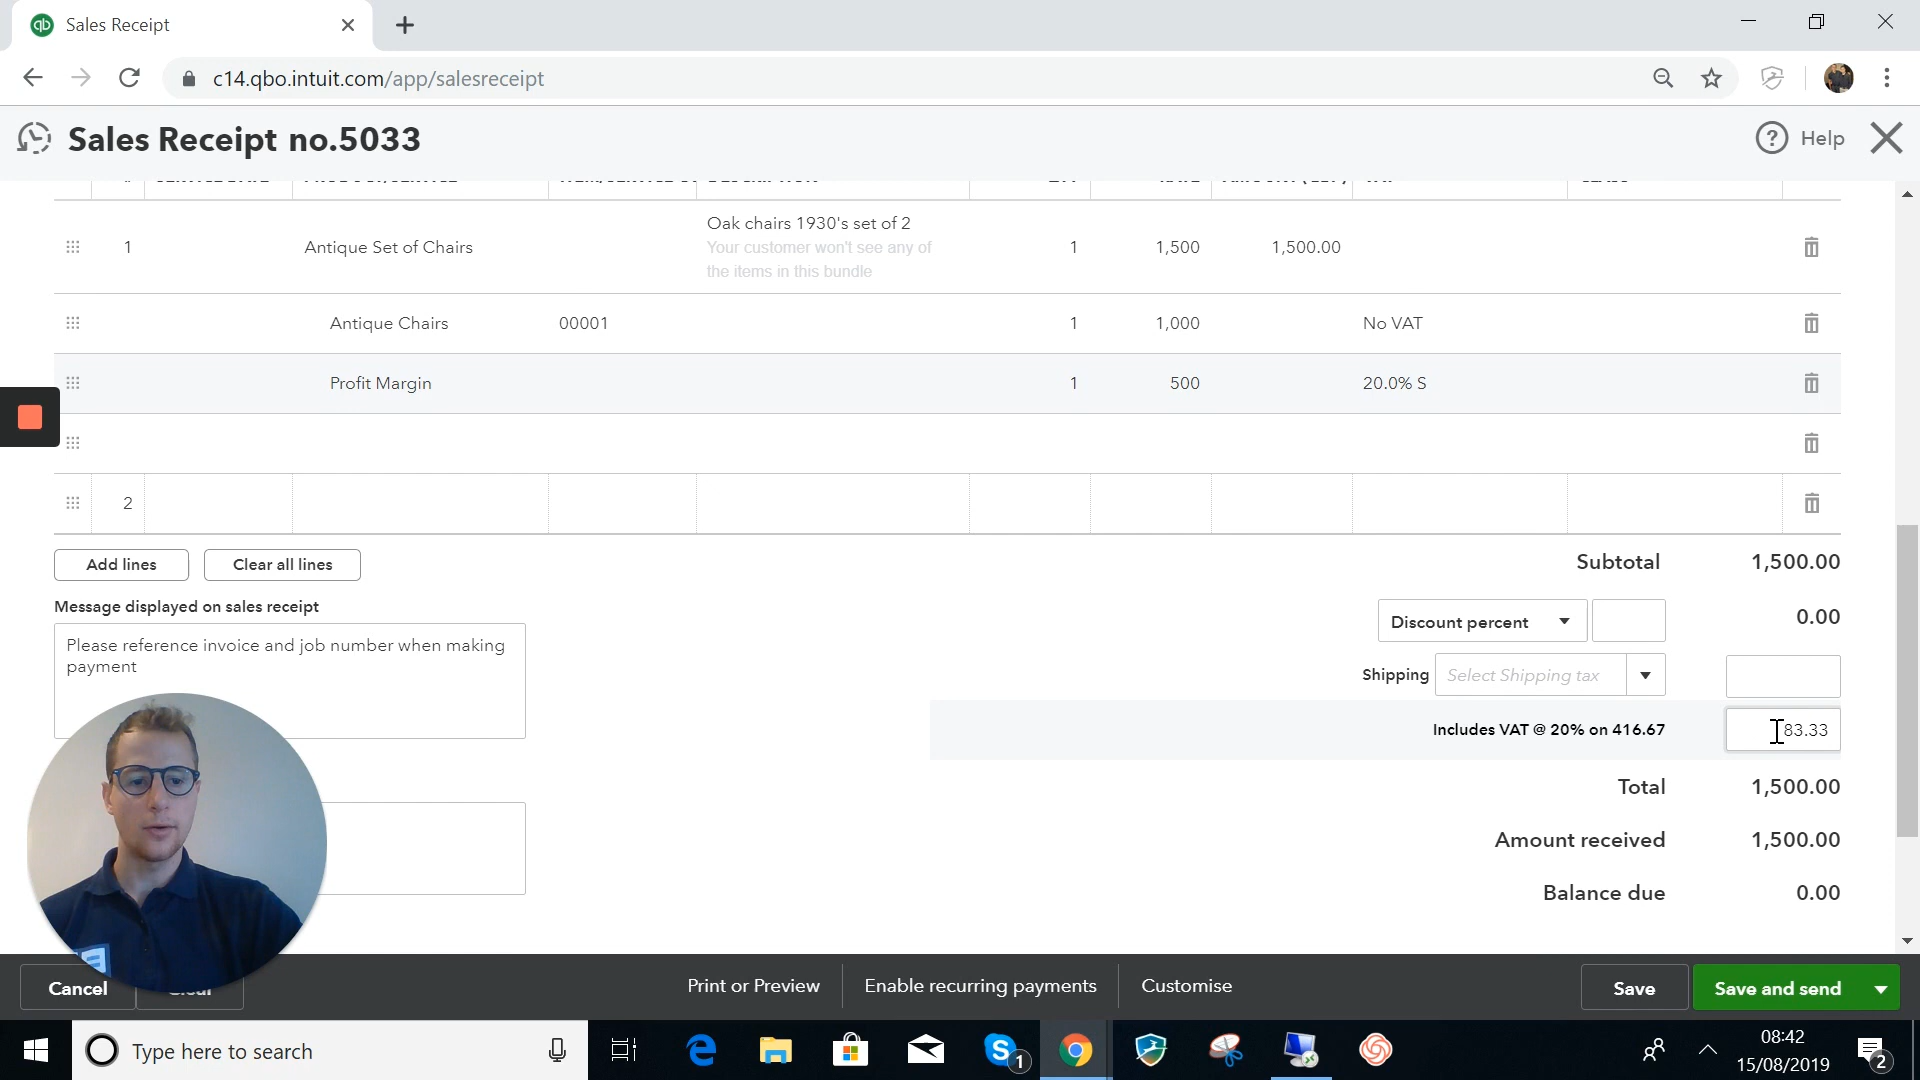 Sales Receipt
c14.qbo.intuit.com/app/salesreceipt
Sales Receipt no.5033
Help
1
Antique Set of Chairs
Oak chairs 1930's set of 2
Your customer won't see any of
the items in this bundle
1
1,500
1,500.00
Antique Chairs
00001
1
1,000
No VAT
Profit Margin
1
500
20.0% S
2
Add lines
Clear all lines
Subtotal
1,500.00
Message displayed on sales receipt
Discount percent
0.00
Please reference invoice and job number when making
payment
Shipping
Select Shipping tax
Includes VAT @ 20% on 416.67
83.33
Total
1,500.00
Amount received
1,500.00
Balance due
0.00
Cancel
Print or Preview
Enable recurring payments
Customise
Save
Save and send
Type here to search
1
08:42
15/08/2019
2